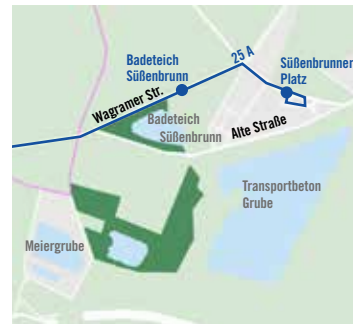 25 A
Badeteich
Süßenbrunn
Süßenbrunner
Platz
Wagramer Str.
Badeteich
Süßenbrunn
Alte Straße
Transportbeton
Grube
Meiergrube